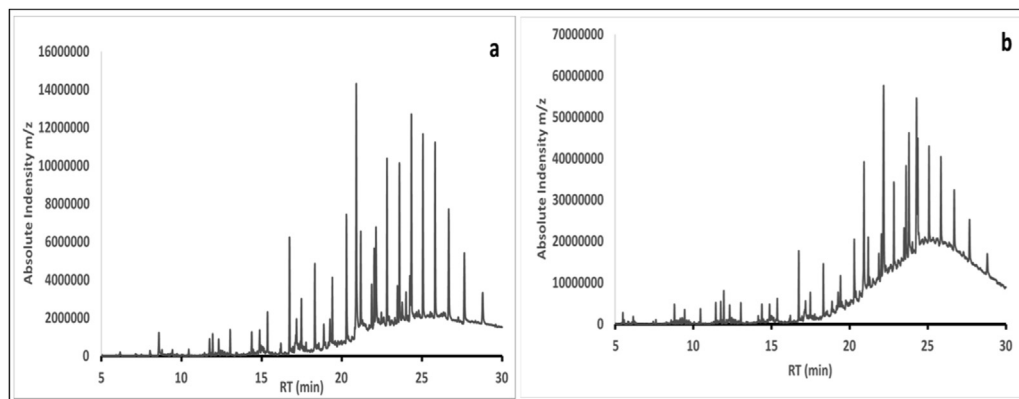 a
16000000
14000000
12000000
10000000
8000000
6000000
4000000
2000000
0
Absolute Indensity m/z
5 10 15 20 25 30
RT (min)
b
70000000
60000000
50000000
40000000
30000000
20000000
10000000
0
Absolute Indensity m/z
5 10 15 20 25 30
RT (min)